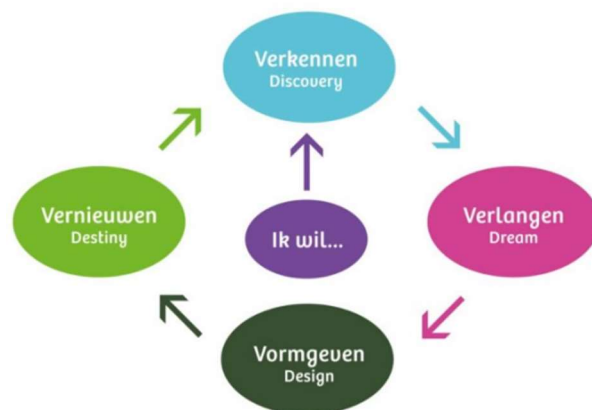 Verkennen
Discovery
Vernieuwen
Destiny
Ik wil...
Verlangen
Dream
Vormgeven
Design